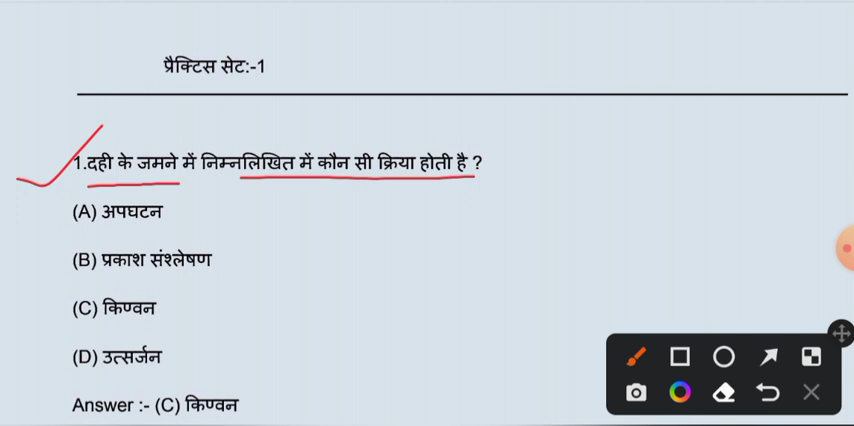 प्रैक्टिस सेट:-1
1.दही के जमने में निम्नलिखित में कौन सी क्रिया होती है ?
(A) अपघटन
(B) प्रकाश संश्लेषण
(C) किण्वन
(D) उत्सर्जन
Answer :- (C) किण्वन